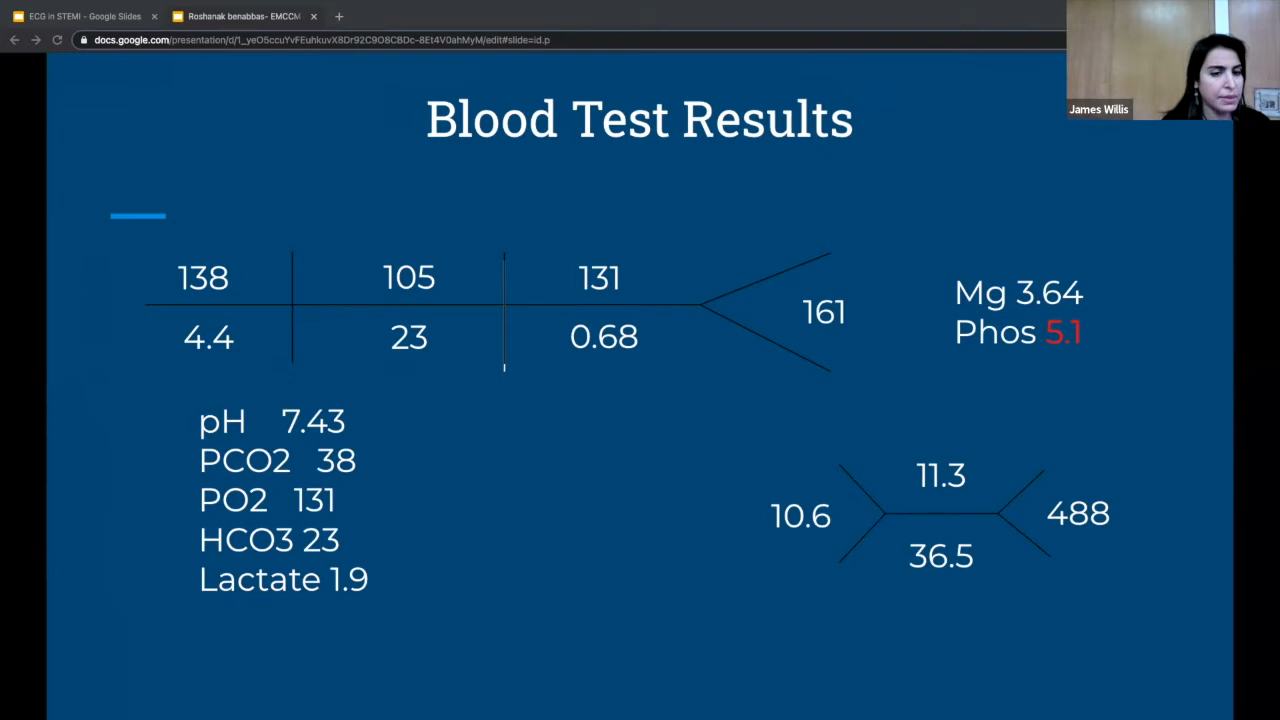 ECG in STEMI - Google Slides
Roshanak benabbas- EMCCM
docs.google.com/presentation/d/1_yeO5ccuYvFEuhkuvX8Dr92C9O8CBDc-8Et4V0ahMyM/edit#slide=id.p
James Willis
Blood Test Results
138 105 131
161
4.4 23 0.68
Mg 3.64
Phos 5.1
pH 7.43
PCO2 38
PO2 131
HCO3 23
Lactate 1.9
11.3
10.6 488
36.5